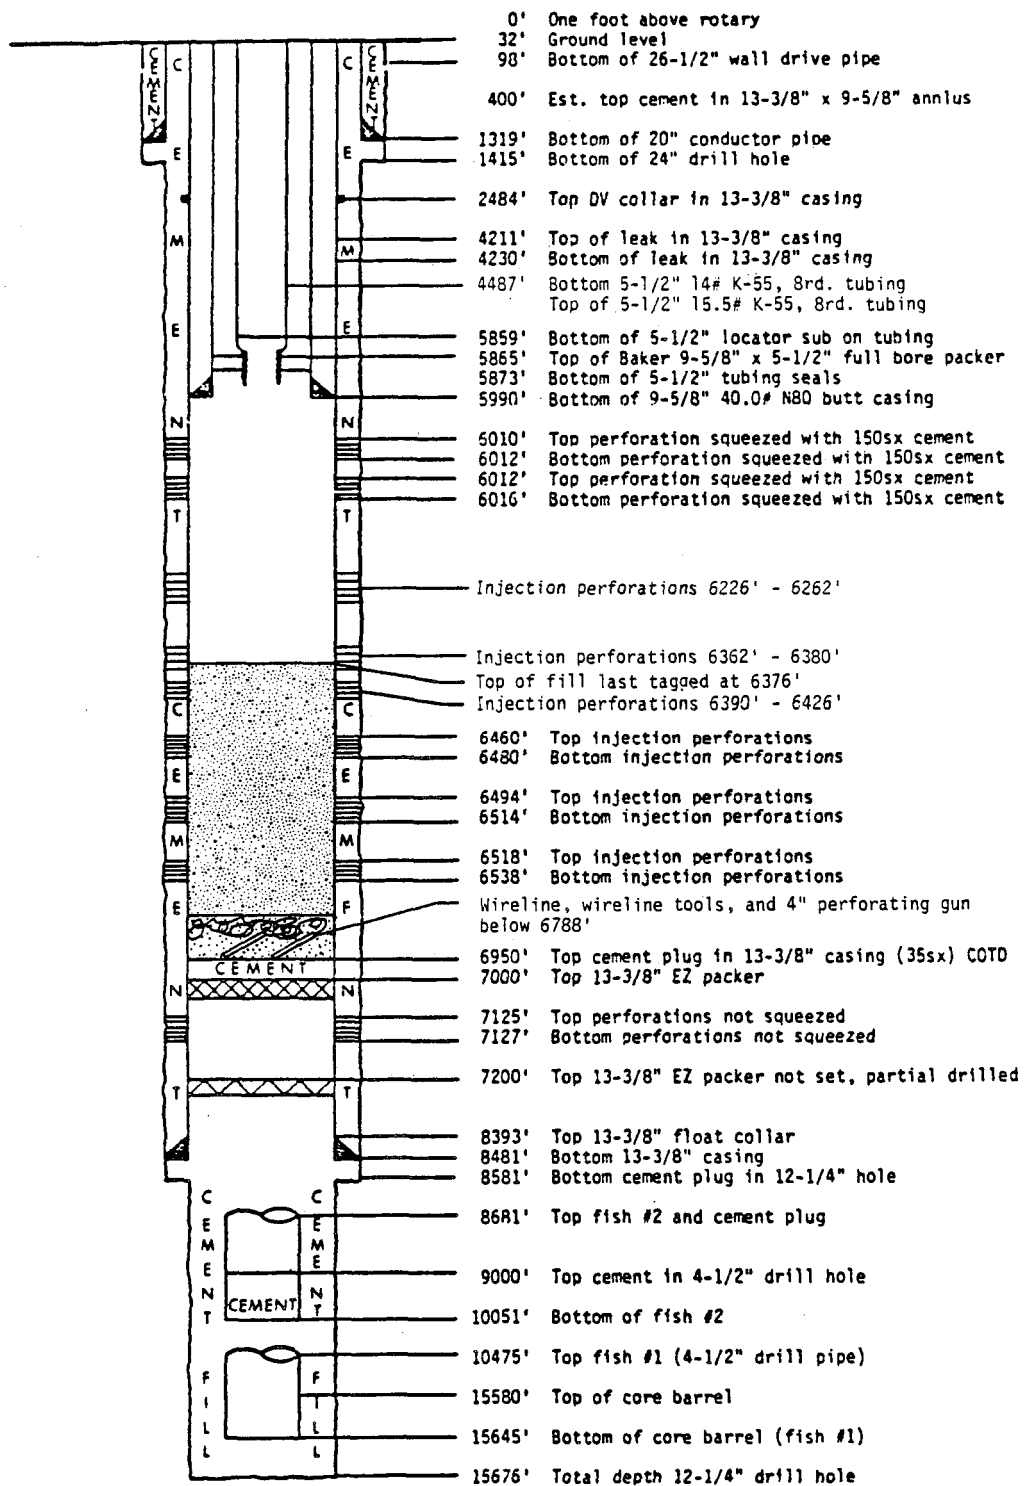 0' One foot above rotary
32' Ground level
98' Bottom of 26-1/2" wall drive pipe
400' Est. top cement in 13-3/8" x 9-5/8" annlus
1319' Bottom of 20" conductor pipe
1415' Bottom of 24" drill hole
2484' Top DV collar in 13-3/8" casing
4211' Top of leak in 13-3/8" casing
4230' Bottom of leak in 13-3/8" casing
4487' Bottom 5-1/2" 14# K-55, 8rd. tubing
Top of 5-1/2" 15.5# K-55, 8rd. tubing
5859' Bottom of 5-1/2" locator sub on tubing
5865' Top of Baker 9-5/8" x 5-1/2" full bore packer
5873' Bottom of 5-1/2" tubing seals
5990' Bottom of 9-5/8" 40.0# N80 butt casing
6010' Top perforation squeezed with 150sx cement
6012' Bottom perforation squeezed with 150sx cement
6012' Top perforation squeezed with 150sx cement
6016' Bottom perforation squeezed with 150sx cement
Injection perforations 6226' - 6262'
Injection perforations 6362' - 6380'
Top of fill last tagged at 6376'
Injection perforations 6390' - 6426'
6460' Top injection perforations
6480' Bottom injection perforations
6494' Top injection perforations
6514' Bottom injection perforations
6518' Top injection perforations
6538' Bottom injection perforations
Wireline, wireline tools, and 4" perforating gun
below 6788'
6950' Top cement plug in 13-3/8" casing (35sx) COTD
7000' Top 13-3/8" EZ packer
7125' Top perforations not squeezed
7127' Bottom perforations not squeezed
7200' Top 13-3/8" EZ packer not set, partial drilled
8393' Top 13-3/8" float collar
8481' Bottom 13-3/8" casing
8581' Bottom cement plug in 12-1/4" hole
8681' Top fish #2 and cement plug
9000' Top cement in 4-1/2" drill hole
10051' Bottom of fish #2
10475' Top fish #1 (4-1/2" drill pipe)
15580' Top of core barrel
15645' Bottom of core barrel (fish #1)
15676' Total depth 12-1/4" drill hole
CEMENT
CEMENT
CEMENT
CEMENT
CEMENT
CEMENT
CEMENT
CEMENT
CEMENT
CEMENT
FILL
FILL